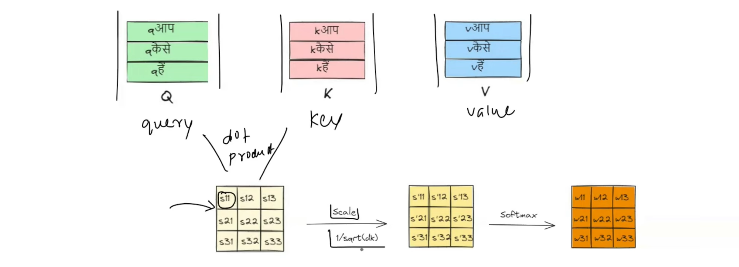 qआप kआप vआप
qकेसे kकेसे vकेसे
qहैं kहैं vहैं
Q K V
query Key value
dot
product
s11 s12 s13 s'11 s'12 s'13 w11 w12 w13
scale
s21 s22 s23 s'21 s'22 s'23 softmax w21 w22 w23
1/sqrt(dk)
s31 s32 s33 s'31 s'32 s'33 w31 w32 w33